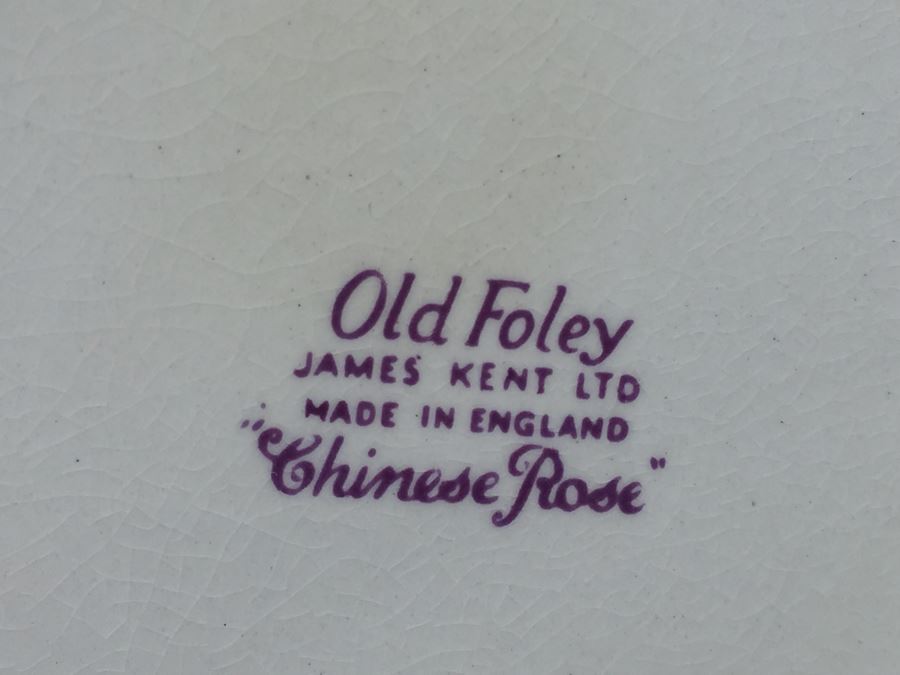 Old Foley
JAMES KENT LTD
MADE IN ENGLAND
"Chinese Rose"